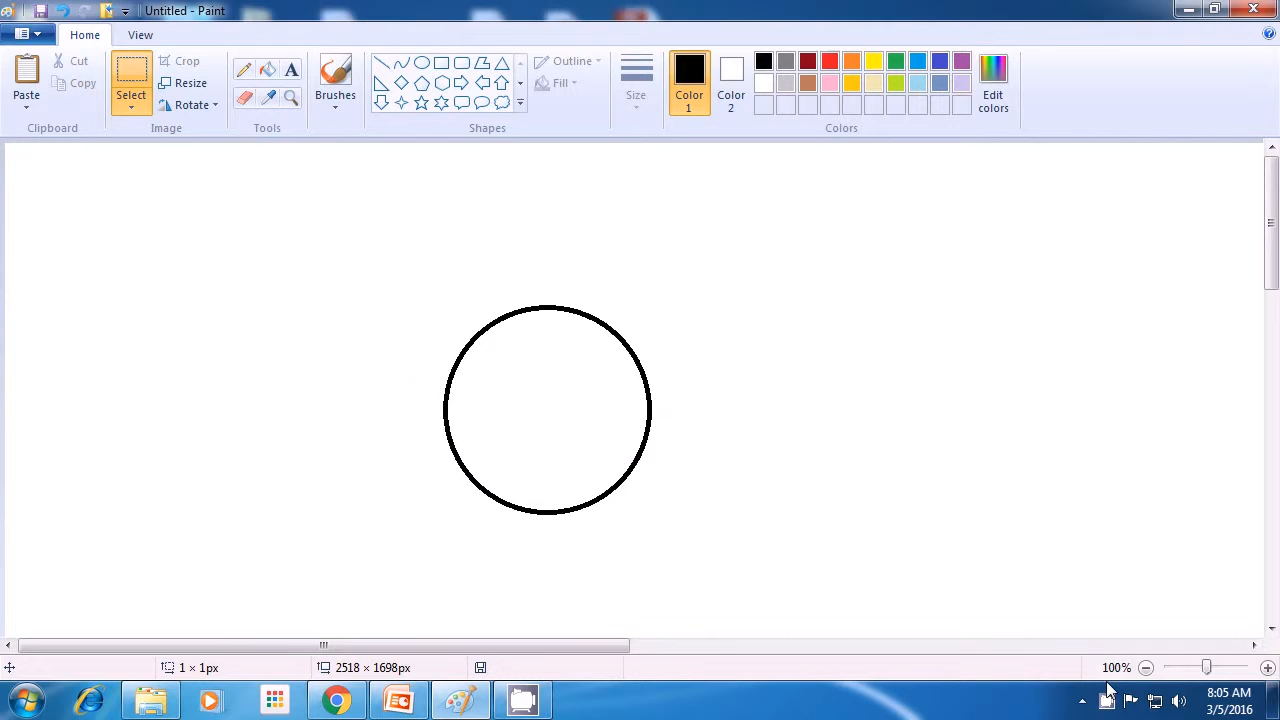 Untitled - Paint
Home View
Cut
Copy
Paste
Clipboard
Crop
Resize
Rotate
Select
Image
Tools
Brushes
Outline
Fill
Shapes
Size
Color 1
Color 2
Edit colors
Colors
1 × 1px 2518 × 1698px 100%
8:05 AM
3/5/2016